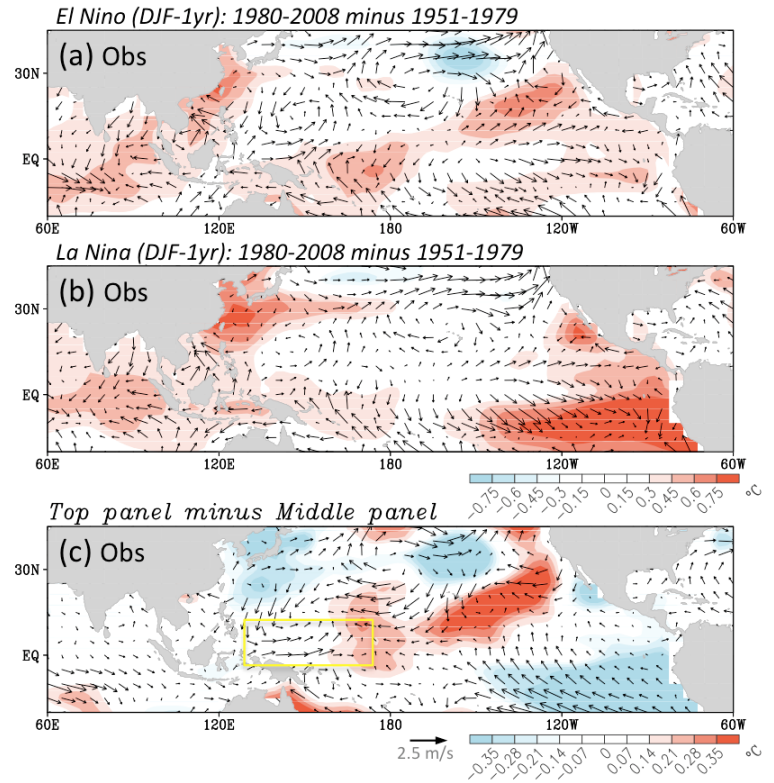 El Nino (DJF-1yr): 1980-2008 minus 1951-1979
(a) Obs
30N
EQ
60E 120E 180 120W 60W
La Nina (DJF-1yr): 1980-2008 minus 1951-1979
(b) Obs
30N
EQ
60E 120E 180 120W 60W
-0.75 -0.6 -0.45 -0.3 -0.15 0 0.15 0.3 0.45 0.6 0.75 °C
Top panel minus Middle panel
(c) Obs
30N
EQ
60E 120E 180 120W 60W
2.5 m/s
-0.35 -0.28 -0.21 -0.14 -0.07 0 0.07 0.14 0.21 0.28 0.35 °C